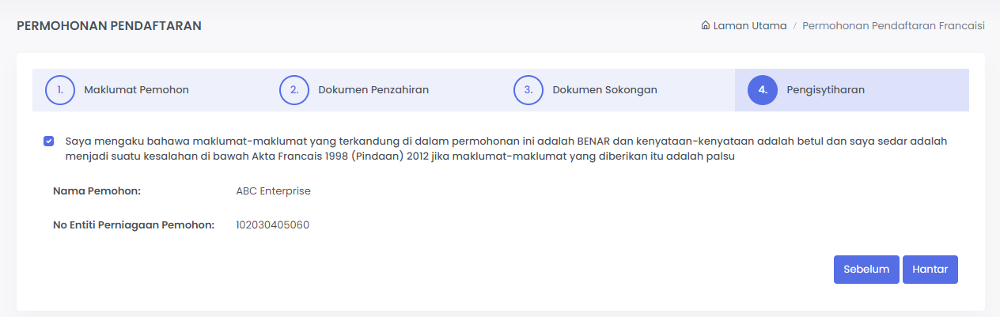 PERMOHONAN PENDAFTARAN
Laman Utama / Permohonan Pendaftaran Francaisi
1. Maklumat Pemohon
2. Dokumen Penzahiran
3. Dokumen Sokongan
4. Pengisytiharan
Saya mengaku bahawa maklumat-maklumat yang terkandung di dalam permohonan ini adalah BENAR dan kenyataan-kenyataan adalah betul dan saya sedar adalah
menjadi suatu kesalahan di bawah Akta Francais 1998 (Pindaan) 2012 jika maklumat-maklumat yang diberikan itu adalah palsu
Nama Pemohon: ABC Enterprise
No Entiti Perniagaan Pemohon: 102030405060
Sebelum Hantar